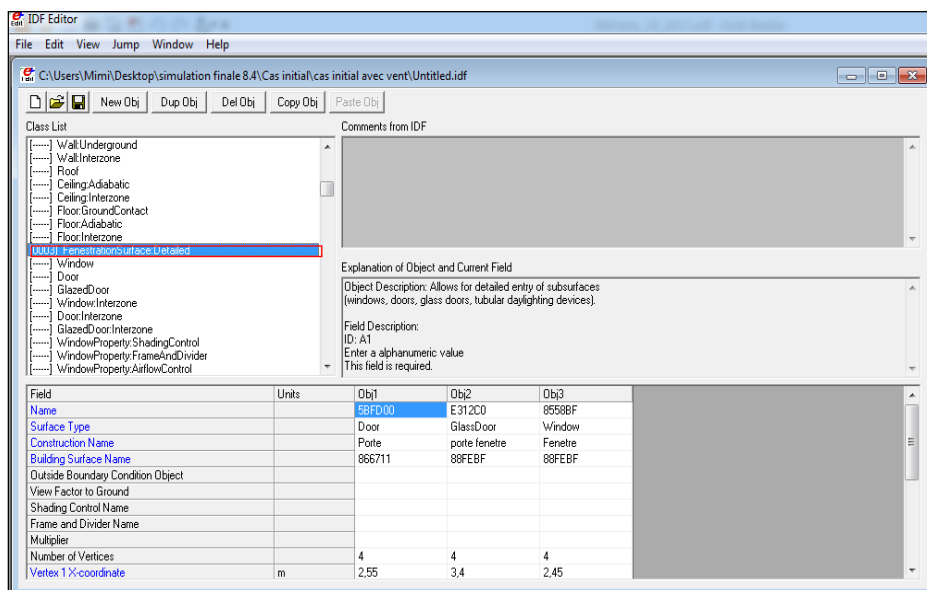 IDF Editor
File Edit View Jump Window Help
C:\Users\Mimi\Desktop\simulation finale 8.4\Cas initial\cas initial avec vent\Untitled.idf
New Obj Dup Obj Del Obj Copy Obj Paste Obj
Class List
[------] Wall:Underground
[------] Wall:Interzone
[------] Roof
[------] Ceiling:Adiabatic
[------] Ceiling:Interzone
[------] Floor:GroundContact
[------] Floor:Adiabatic
[------] Floor:Interzone
[0003] FenestrationSurface:Detailed
[------] Window
[------] Door
[------] GlazedDoor
[------] Window:Interzone
[------] Door:Interzone
[------] GlazedDoor:Interzone
[------] WindowProperty:ShadingControl
[------] WindowProperty:FrameAndDivider
[------] WindowProperty:AirflowControl
Comments from IDF
Explanation of Object and Current Field
Object Description: Allows for detailed entry of subsurfaces
(windows, doors, glass doors, tubular daylighting devices).
Field Description:
ID: A1
Enter a alphanumeric value
This field is required.
Field Units Obj1 Obj2 Obj3
Name 5BFD00 E312C0 8558BF
Surface Type Door GlassDoor Window
Construction Name Porte porte fenetre Fenetre
Building Surface Name 866711 88FEBF 88FEBF
Outside Boundary Condition Object
View Factor to Ground
Shading Control Name
Frame and Divider Name
Multiplier
Number of Vertices 4 4 4
Vertex 1 X-coordinate m 2,55 3,4 2,45